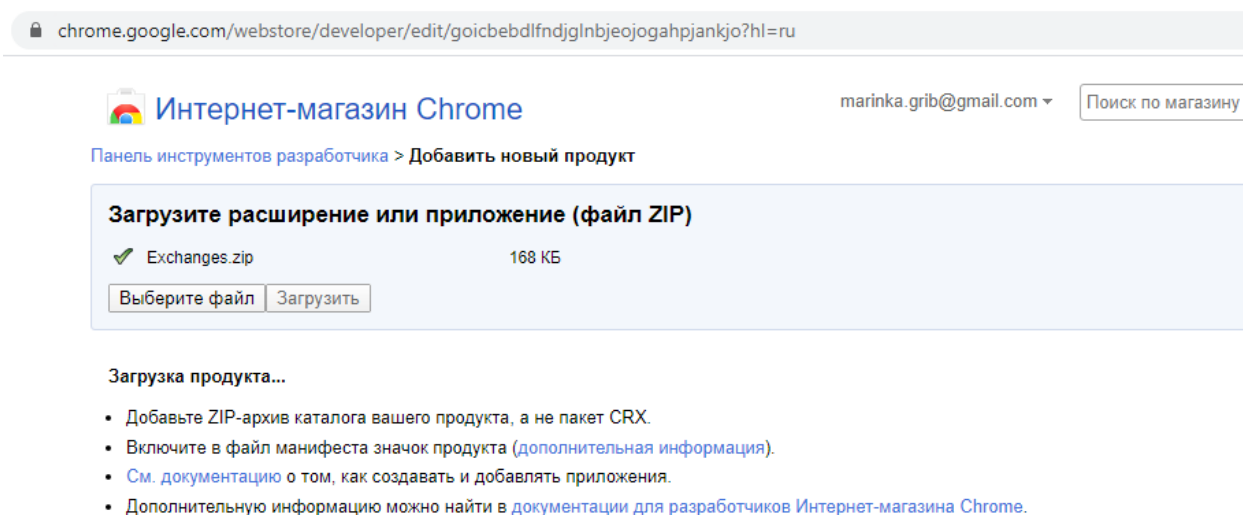 chrome.google.com/webstore/developer/edit/goicbebdlfndjglnbjeojogahpjankjo?hl=ru
Интернет-магазин Chrome
marinka.grib@gmail.com
Поиск по магазину
Панель инструментов разработчика > Добавить новый продукт
Загрузите расширение или приложение (файл ZIP)
Exchanges.zip 168 КБ
Выберите файл Загрузить
Загрузка продукта...
• Добавьте ZIP-архив каталога вашего продукта, а не пакет CRX.
• Включите в файл манифеста значок продукта (дополнительная информация).
• См. документацию о том, как создавать и добавлять приложения.
• Дополнительную информацию можно найти в документации для разработчиков Интернет-магазина Chrome.